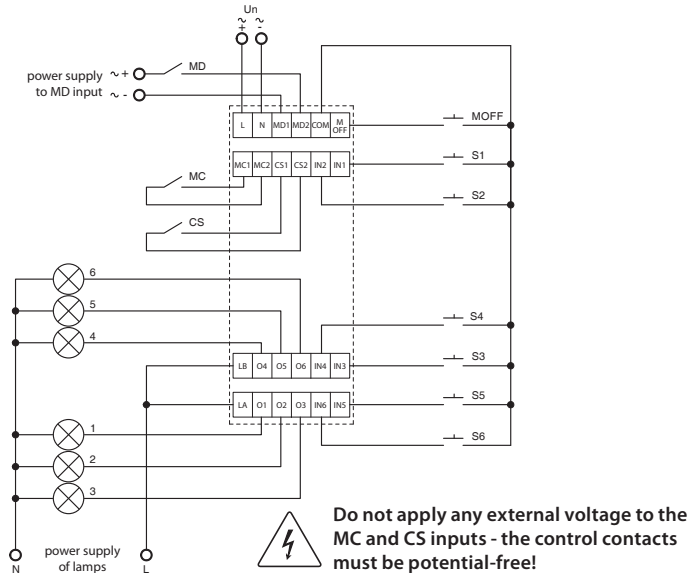 Un
~ ~
+ -
power supply ~ + MD
to MD input ~ -
L N MD1 MD2 COM M OFF
MOFF
MC1 MC2 CS1 CS2 IN2 IN1
S1
MC
S2
CS
6
5
4
S4
LB O4 O5 O6 IN4 IN3
S3
LA O1 O2 O3 IN6 IN5
S5
1
S6
2
3
Do not apply any external voltage to the
MC and CS inputs - the control contacts
must be potential-free!
power supply
of lamps
N L